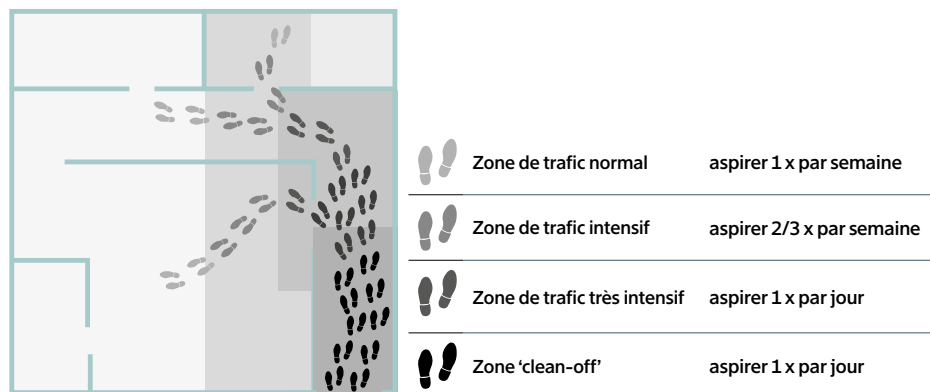 Zone de trafic normal aspirer 1 x par semaine
Zone de trafic intensif aspirer 2/3 x par semaine
Zone de trafic très intensif aspirer 1 x par jour
Zone ‘clean-off’ aspirer 1 x par jour